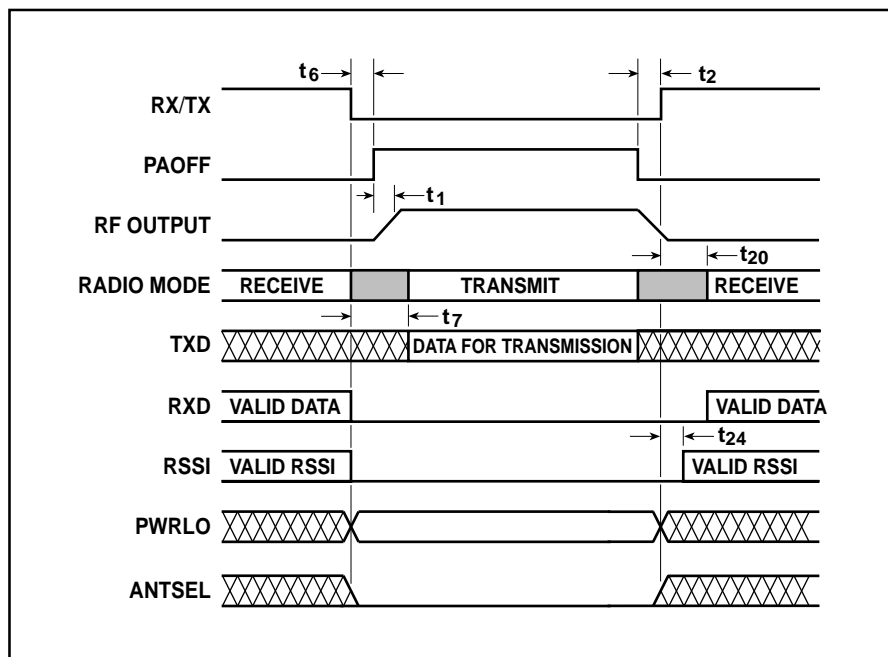 t6
t2
RX/TX
PAOFF
t1
RF OUTPUT
t20
RADIO MODE RECEIVE TRANSMIT RECEIVE
t7
TXD DATA FOR TRANSMISSION
RXD VALID DATA VALID DATA
t24
RSSI VALID RSSI VALID RSSI
PWRLO
ANTSEL